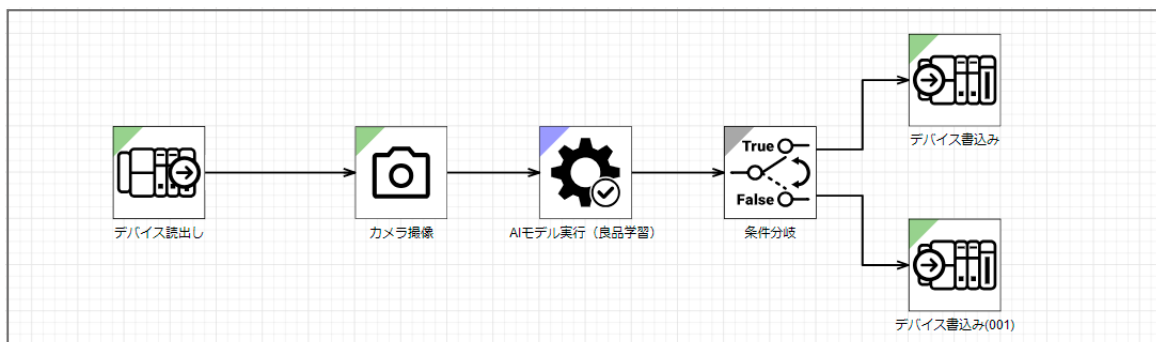 デバイス読出し
カメラ撮像
AIモデル実行（良品学習）
True
False
条件分岐
デバイス書込み
デバイス書込み(001)